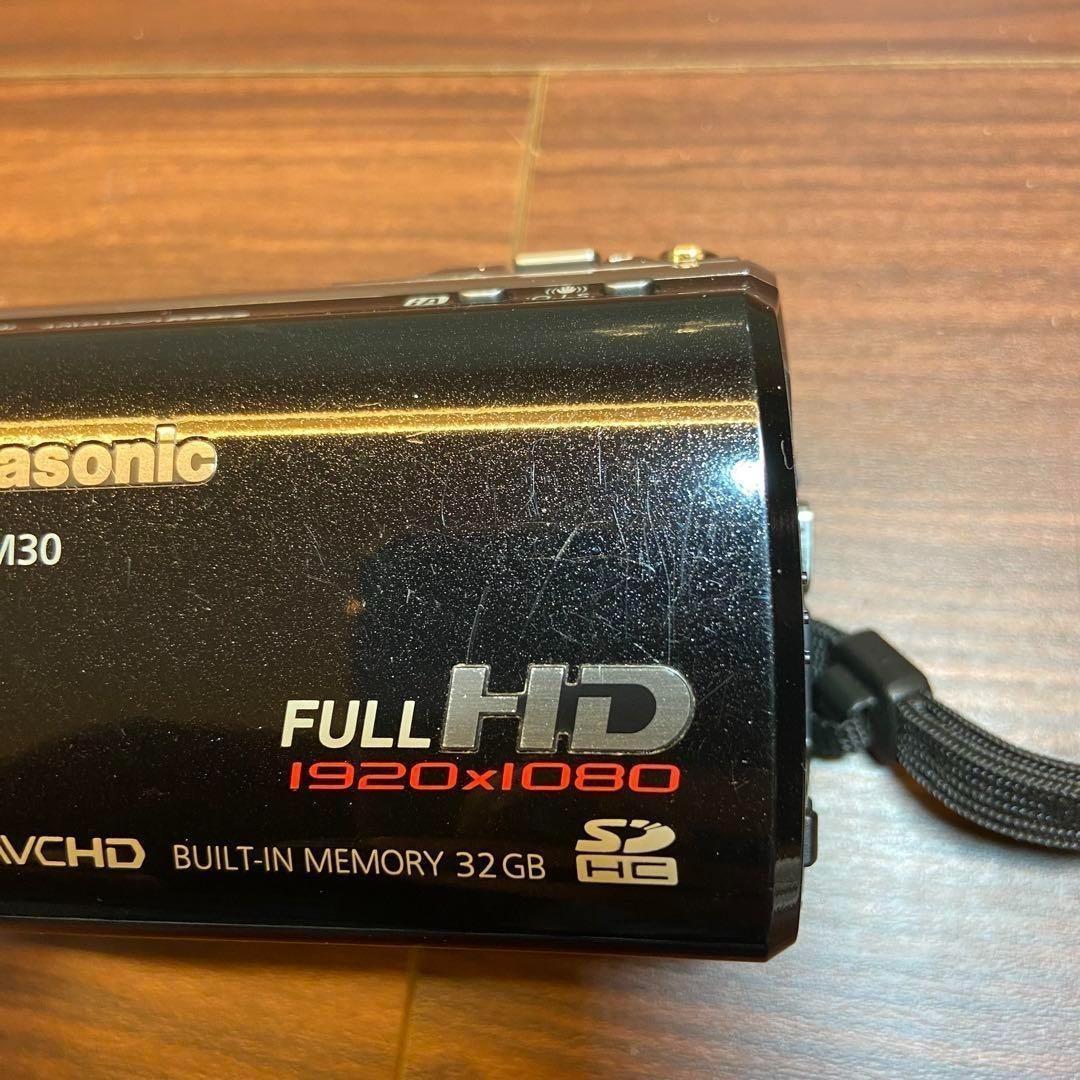 asonic
M30
FULL HD
1920x1080
AVCHD BUILT-IN MEMORY 32GB SD
HC